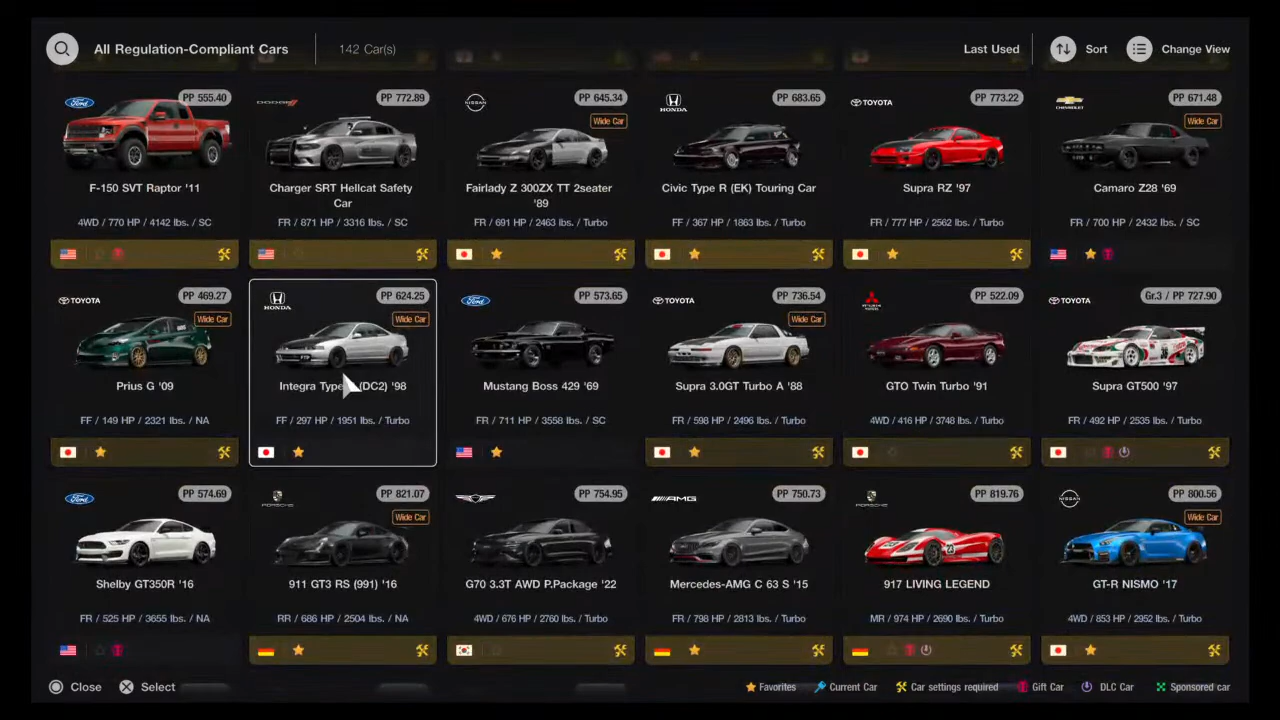 All Regulation-Compliant Cars
142 Car(s)
Last Used
Sort
Change View
Ford
PP 555.40
F-150 SVT Raptor '11
4WD / 770 HP / 4142 lbs. / SC
DODGE
PP 772.89
Charger SRT Hellcat Safety
Car
FR / 871 HP / 3316 lbs. / SC
NISSAN
PP 645.34
Wide Car
Fairlady Z 300ZX TT 2seater
'89
FR / 691 HP / 2463 lbs. / Turbo
HONDA
PP 683.65
Civic Type R (EK) Touring Car
FF / 367 HP / 1863 lbs. / Turbo
TOYOTA
PP 773.22
Supra RZ '97
FR / 777 HP / 2562 lbs. / Turbo
CHEVROLET
PP 671.48
Wide Car
Camaro Z28 '69
FR / 700 HP / 2432 lbs. / SC
TOYOTA
PP 469.27
Wide Car
Prius G '09
FF / 149 HP / 2321 lbs. / NA
HONDA
PP 624.25
Wide Car
Integra Type (DC2) '98
FF / 297 HP / 1951 lbs. / Turbo
Ford
PP 573.65
Mustang Boss 429 '69
FR / 711 HP / 3558 lbs. / SC
TOYOTA
PP 736.54
Wide Car
Supra 3.0GT Turbo A '88
FR / 598 HP / 2496 lbs. / Turbo
PP 522.09
GTO Twin Turbo '91
4WD / 416 HP / 3748 lbs. / Turbo
TOYOTA
Gr.3 / PP 727.90
Supra GT500 '97
FR / 492 HP / 2535 lbs. / Turbo
Ford
PP 574.69
Shelby GT350R '16
FR / 525 HP / 3655 lbs. / NA
PORSCHE
PP 821.07
Wide Car
911 GT3 RS (991) '16
RR / 686 HP / 2504 lbs. / NA
PP 754.95
G70 3.3T AWD P.Package '22
4WD / 676 HP / 2760 lbs. / Turbo
AMG
PP 750.73
Mercedes-AMG C 63 S '15
FR / 798 HP / 2813 lbs. / Turbo
PORSCHE
PP 819.76
23
917 LIVING LEGEND
MR / 974 HP / 2690 lbs. / Turbo
NISSAN
PP 800.56
Wide Car
GT-R NISMO '17
4WD / 853 HP / 2952 lbs. / Turbo
Close
Select
Favorites
Current Car
Car settings required
Gift Car
DLC Car
Sponsored car